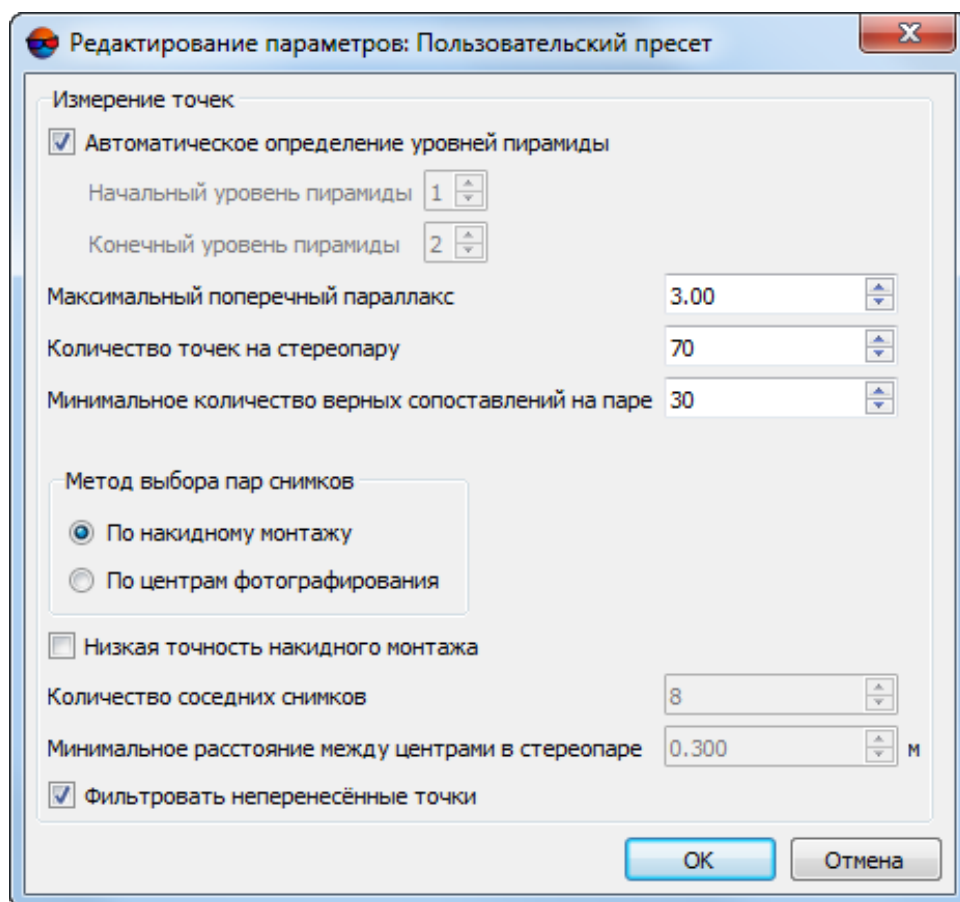 Редактирование параметров: Пользовательский пресет
Измерение точек
Автоматическое определение уровней пирамиды
Начальный уровень пирамиды 1
Конечный уровень пирамиды 2
Максимальный поперечный параллакс 3.00
Количество точек на стереопару 70
Минимальное количество верных сопоставлений на паре 30
Метод выбора пар снимков
По накидному монтажу
По центрам фотографирования
Низкая точность накидного монтажа
Количество соседних снимков 8
Минимальное расстояние между центрами в стереопаре 0.300 м
Фильтровать неперенесённые точки
OK Отмена